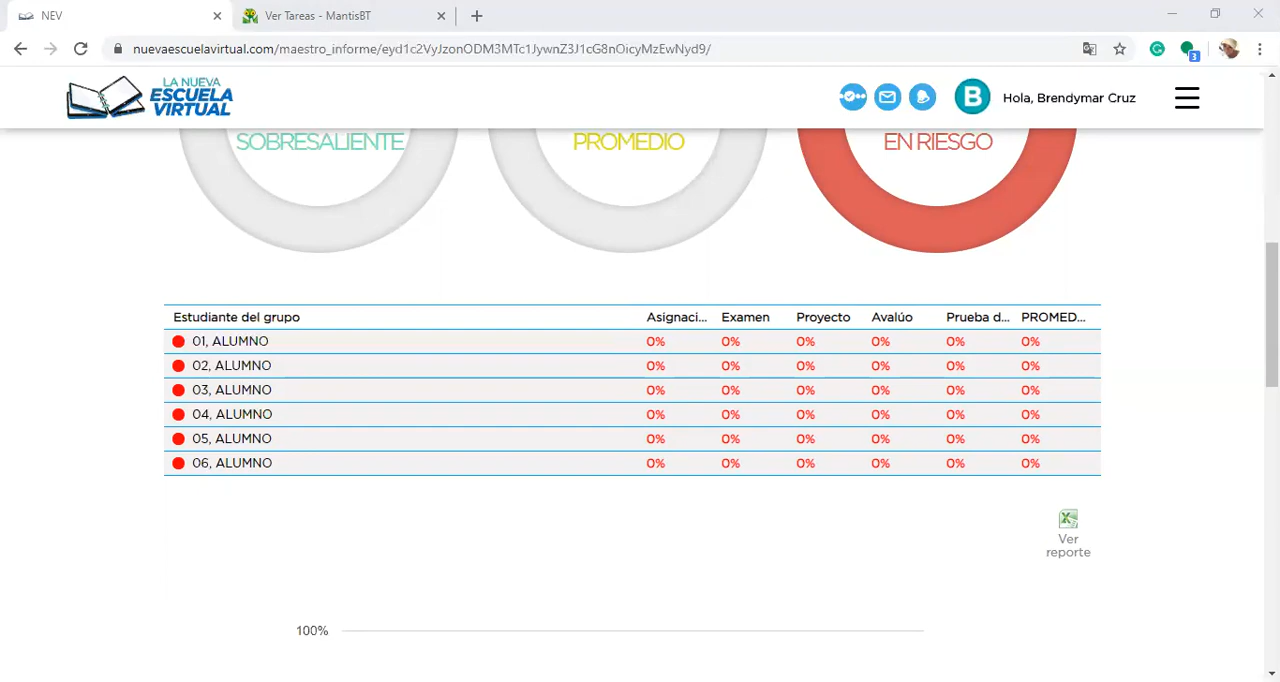 NEV
Ver Tareas - MantisBT
nuevaescuelavirtual.com/maestro_informe/eyd1c2VyJzonODM3MTc1JywnZ3J1cG8nOicyMzEwNyd9/
3
LA NUEVA
ESCUELA
VIRTUAL
B
Hola, Brendymar Cruz
SOBRESALIENTE
PROMEDIO
EN RIESGO
Estudiante del grupo Asignaci... Examen Proyecto Avalúo Prueba d... PROMED...
01, ALUMNO 0% 0% 0% 0% 0% 0%
02, ALUMNO 0% 0% 0% 0% 0% 0%
03, ALUMNO 0% 0% 0% 0% 0% 0%
04, ALUMNO 0% 0% 0% 0% 0% 0%
05, ALUMNO 0% 0% 0% 0% 0% 0%
06, ALUMNO 0% 0% 0% 0% 0% 0%
Ver
reporte
100%